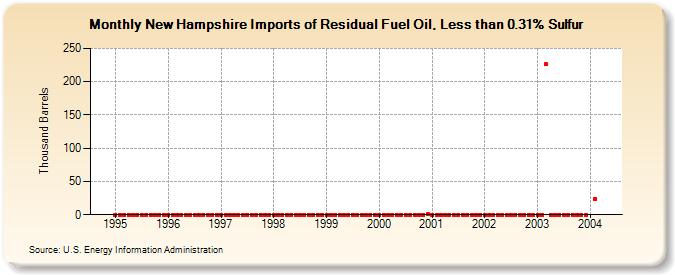 Monthly New Hampshire Imports of Residual Fuel Oil, Less than 0.31% Sulfur
Thousand Barrels
250
200
150
100
50
0
1995 1996 1997 1998 1999 2000 2001 2002 2003 2004
Source: U.S. Energy Information Administration